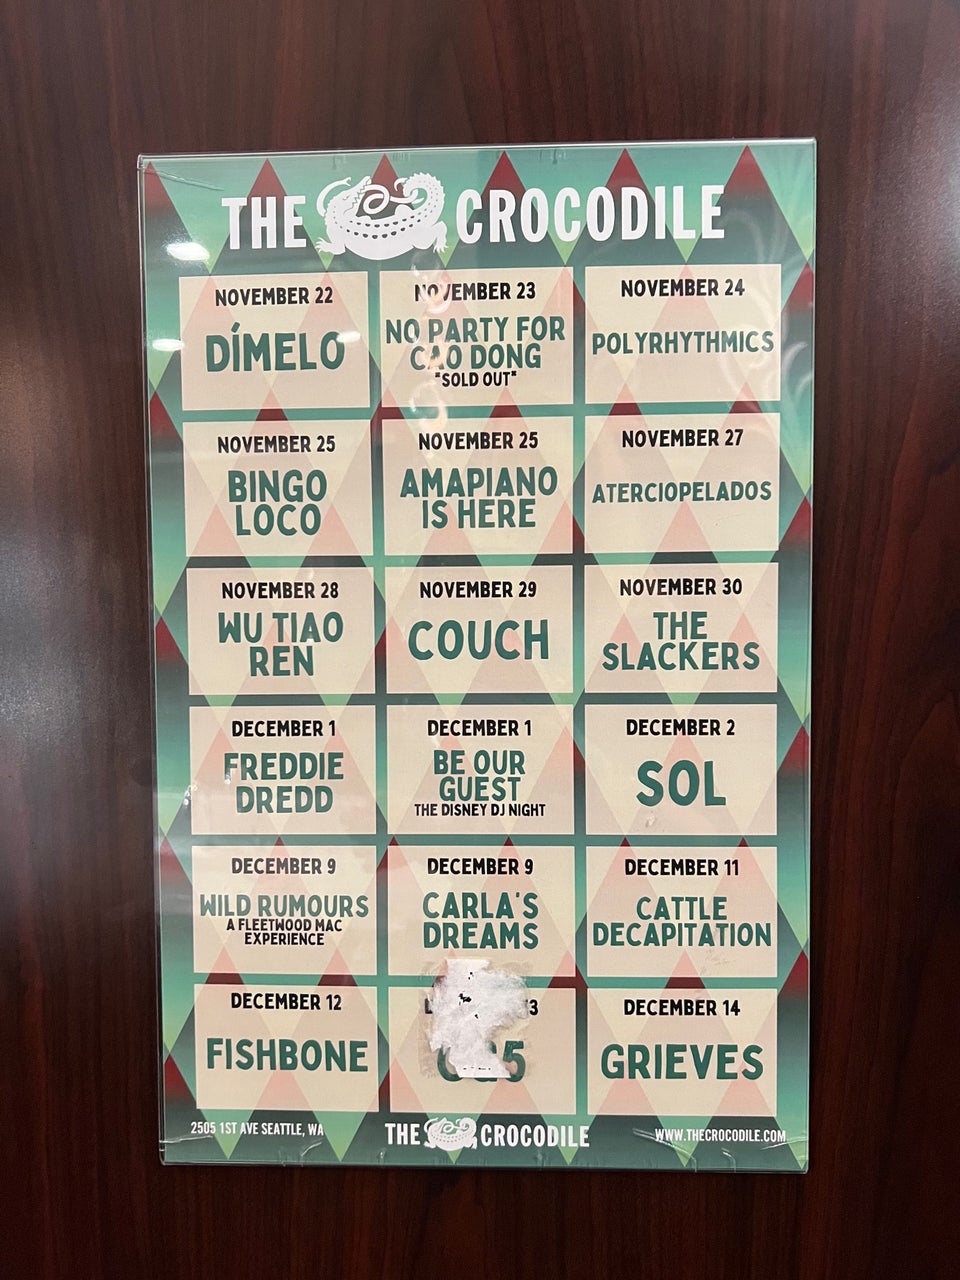 THE CROCODILE
NOVEMBER 22
DÍMELO
NOVEMBER 23
NO PARTY FOR
CAO DONG
*SOLD OUT*
NOVEMBER 24
POLYRHYTHMICS
NOVEMBER 25
BINGO
LOCO
NOVEMBER 25
AMAPIANO
IS HERE
NOVEMBER 27
ATERCIOPELADOS
NOVEMBER 28
WU TIAO
REN
NOVEMBER 29
COUCH
NOVEMBER 30
THE
SLACKERS
DECEMBER 1
FREDDIE
DREDD
DECEMBER 1
BE OUR
GUEST
THE DISNEY DJ NIGHT
DECEMBER 2
SOL
DECEMBER 9
WILD RUMOURS
A FLEETWOOD MAC
EXPERIENCE
DECEMBER 9
CARLA'S
DREAMS
DECEMBER 11
CATTLE
DECAPITATION
DECEMBER 12
FISHBONE
DECEMBER 14
GRIEVES
2505 1ST AVE SEATTLE, WA
THE CROCODILE
WWW.THECROCODILE.COM